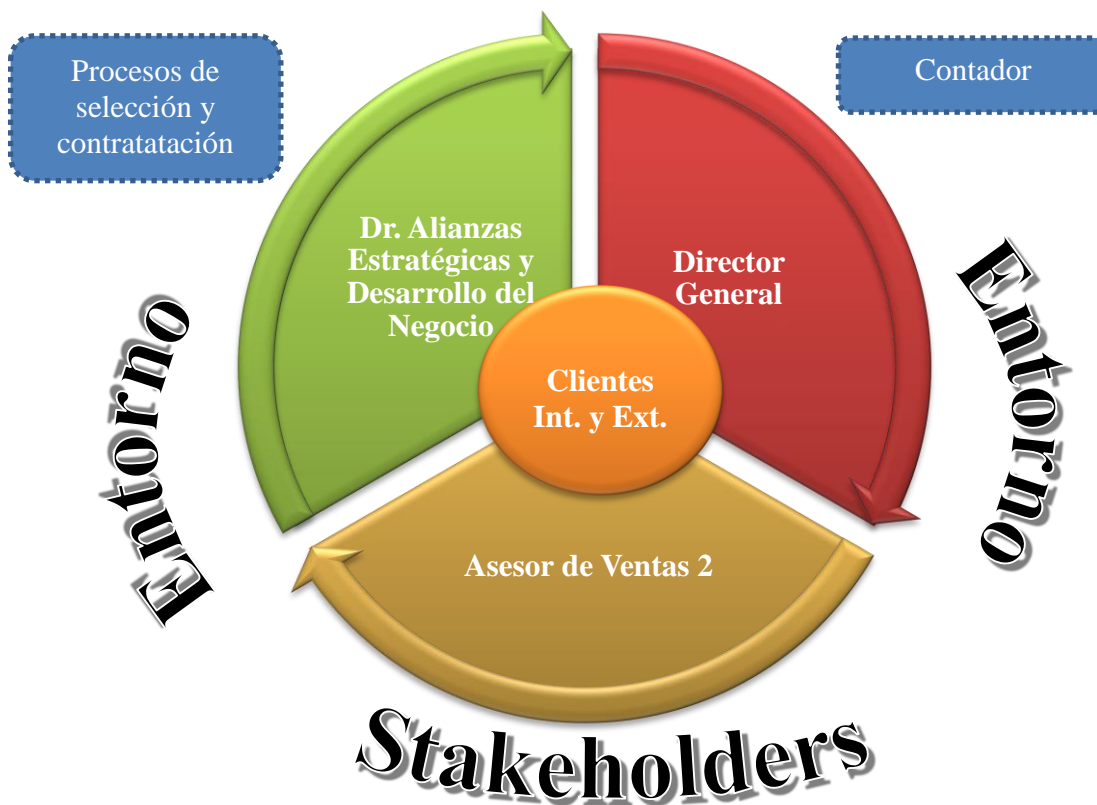 Procesos de
selección y
contratatación
Contador
Dr. Alianzas
Estratégicas y
Desarrollo del
Negocio
Director
General
Clientes
Int. y Ext.
Asesor de Ventas 2
Entorno
Entorno
Stakeholders